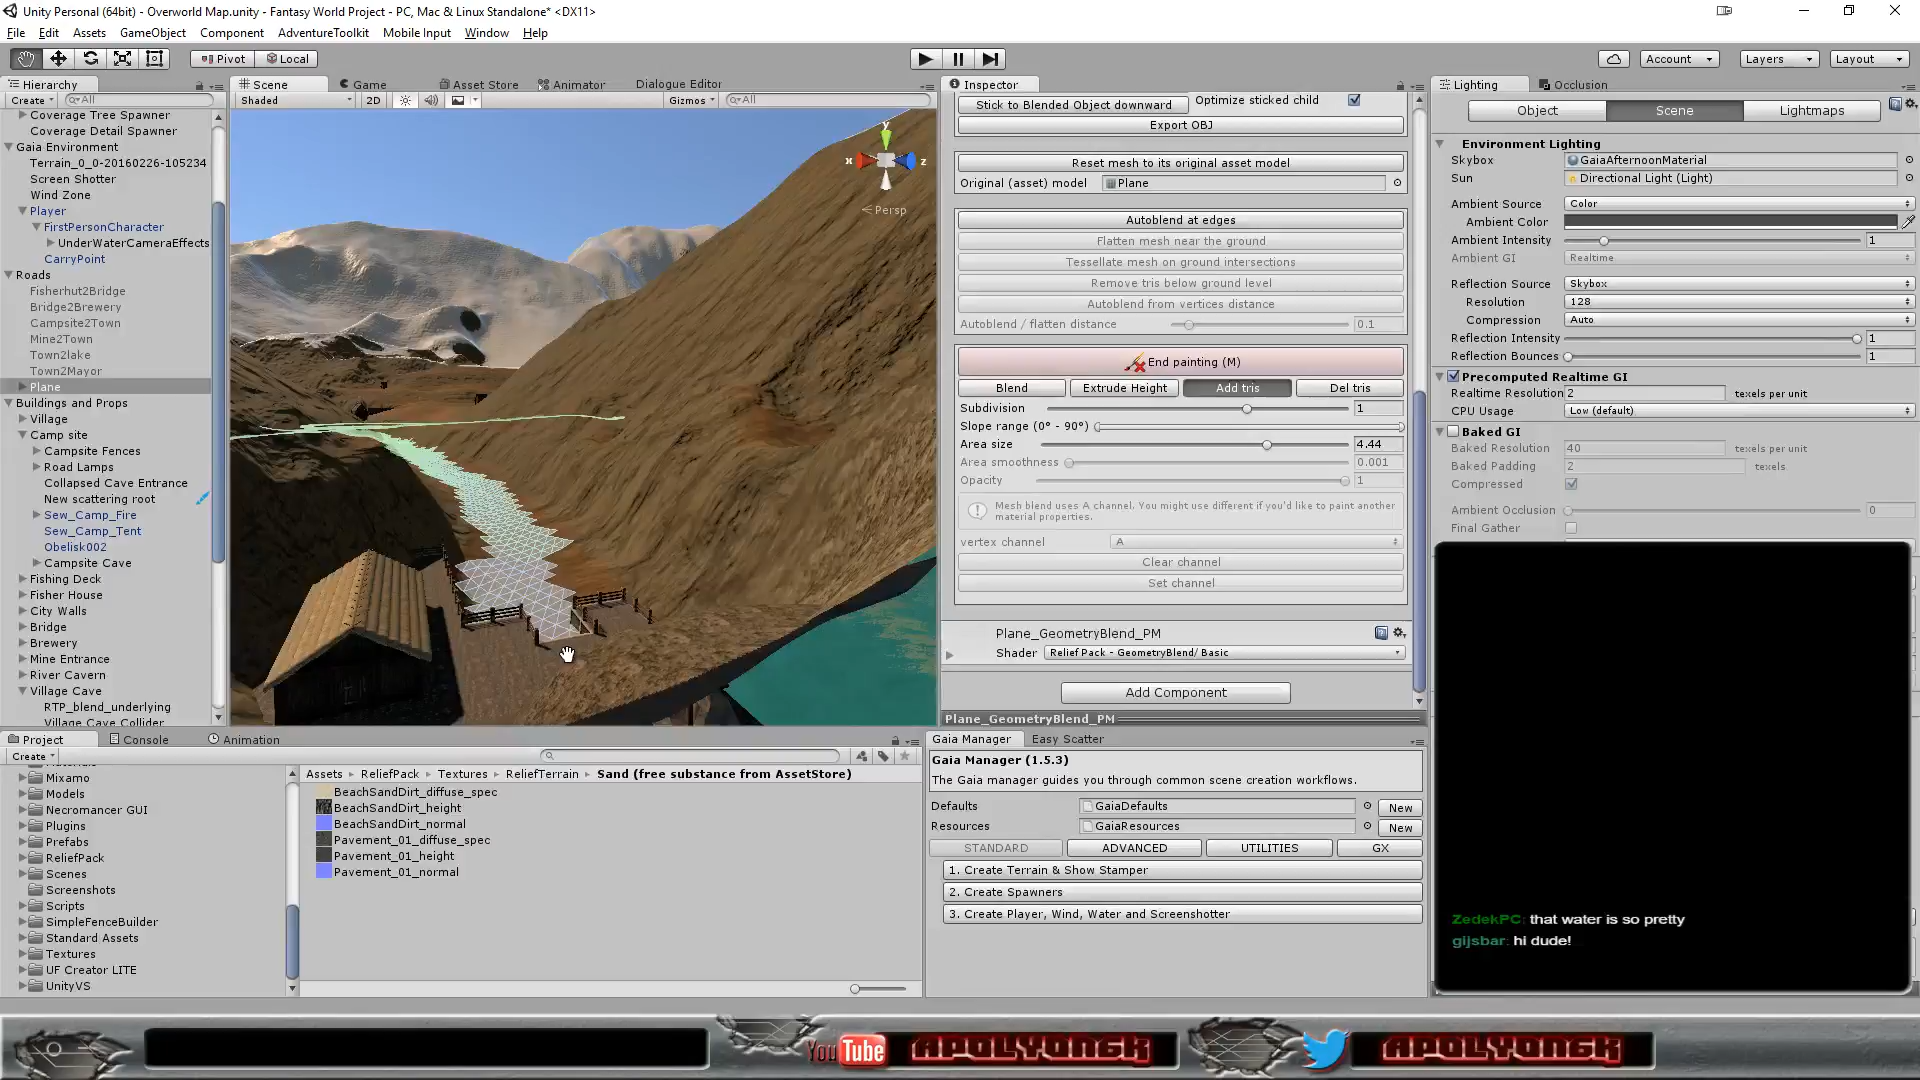 Unity Personal (64bit) - Overworld Map.unity - Fantasy World Project - PC, Mac & Linux Standalone* <DX11>
File Edit Assets GameObject Component AdventureToolkit Mobile Input Window Help
Pivot Local Account Layers Layout
Hierarchy
Create All
Coverage Tree Spawner
Coverage Detail Spawner
Gaia Environment
Terrain_0_0-20160226-105234
Screen Shotter
Wind Zone
Player
FirstPersonCharacter
UnderWaterCameraEffects
CarryPoint
Roads
Fisherhut2Bridge
Bridge2Brewery
Campsite2Town
Mine2Town
Town2lake
Town2Mayor
Plane
Buildings and Props
Village
Camp site
Campsite Fences
Road Lamps
Collapsed Cave Entrance
New scattering root
Sew_Camp_Fire
Sew_Camp_Tent
Obelisk002
Campsite Cave
Fishing Deck
Fisher House
City Walls
Bridge
Brewery
Mine Entrance
River Cavern
Village Cave
RTP_blend_underlying
Village Cave Collider
Scene Game Asset Store Animator Dialogue Editor
Shaded 2D Gizmos All
y
x z
Persp
Inspector
Stick to Blended Object downward Optimize sticked child
Export OBJ
Reset mesh to its original asset model
Original (asset) model Plane
Autoblend at edges
Flatten mesh near the ground
Tessellate mesh on ground intersections
Remove tris below ground level
Autoblend from vertices distance
Autoblend / flatten distance 0.1
End painting (M)
Blend Extrude Height Add tris Del tris
Subdivision 1
Slope range (0° - 90°)
Area size 4.44
Area smoothness 0.001
Opacity 1
Mesh blend uses A channel. You might use different if you'd like to paint another
material properties.
vertex channel A
Clear channel
Set channel
Plane_GeometryBlend_PM
Shader Relief Pack - GeometryBlend/ Basic
Add Component
Plane_GeometryBlend_PM
Lighting Occlusion
Object Scene Lightmaps
Environment Lighting
Skybox GaiaAfternoonMaterial
Sun Directional Light (Light)
Ambient Source Color
Ambient Color
Ambient Intensity 1
Ambient GI Realtime
Reflection Source Skybox
Resolution 128
Compression Auto
Reflection Intensity 1
Reflection Bounces 1
Precomputed Realtime GI
Realtime Resolution 2 texels per unit
CPU Usage Low (default)
Baked GI
Baked Resolution 40 texels per unit
Baked Padding 2 texels
Compressed
Ambient Occlusion 0
Final Gather
Project Console Animation
Create
Mixamo
Models
Necromancer GUI
Plugins
Prefabs
ReliefPack
Scenes
Screenshots
Scripts
SimpleFenceBuilder
Standard Assets
Textures
UF Creator LITE
UnityVS
Assets ReliefPack Textures ReliefTerrain Sand (free substance from AssetStore)
BeachSandDirt_diffuse_spec
BeachSandDirt_height
BeachSandDirt_normal
Pavement_01_diffuse_spec
Pavement_01_height
Pavement_01_normal
Gaia Manager Easy Scatter
Gaia Manager (1.5.3)
The Gaia manager guides you through common scene creation workflows.
Defaults GaiaDefaults New
Resources GaiaResources New
STANDARD ADVANCED UTILITIES GX
1. Create Terrain & Show Stamper
2. Create Spawners
3. Create Player, Wind, Water and Screenshotter
ZedekPC: that water is so pretty
gijsbar: hi dude!
YouTube APOLYONGK APOLYONGK